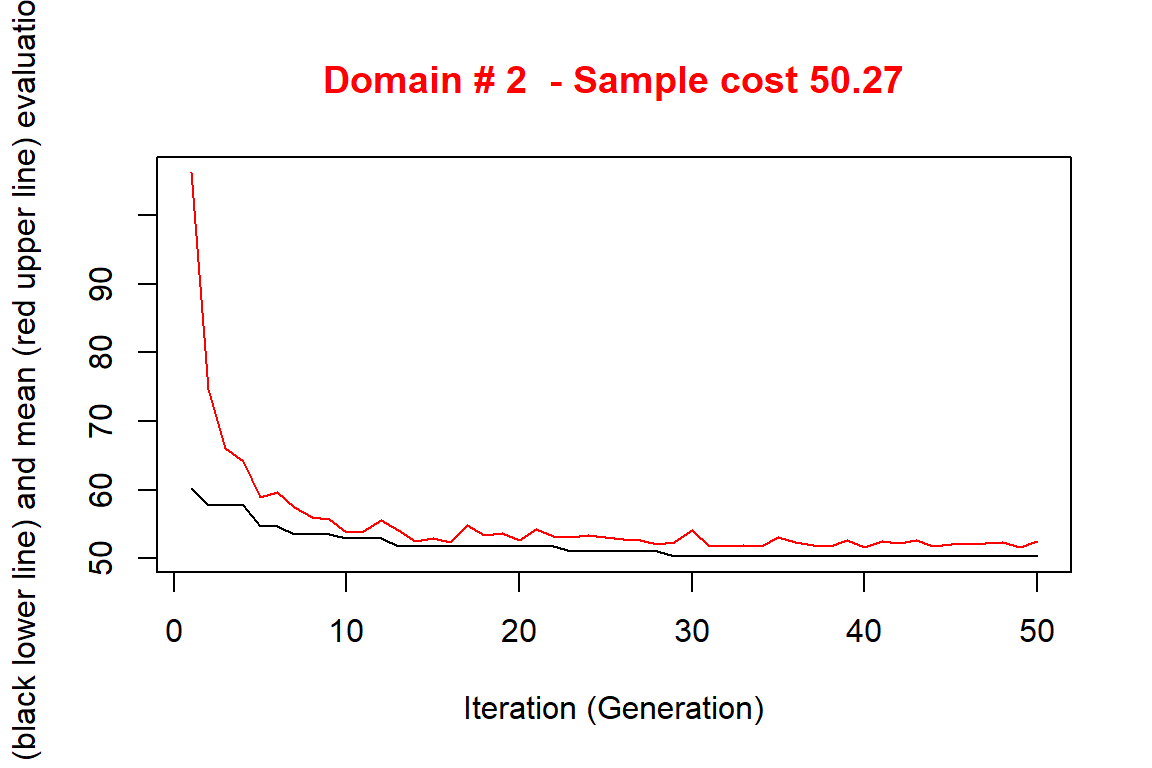 Domain # 2  - Sample cost 50.27
(black lower line) and mean (red upper line) evaluatio
90
80
70
60
50
0 10 20 30 40 50
Iteration (Generation)